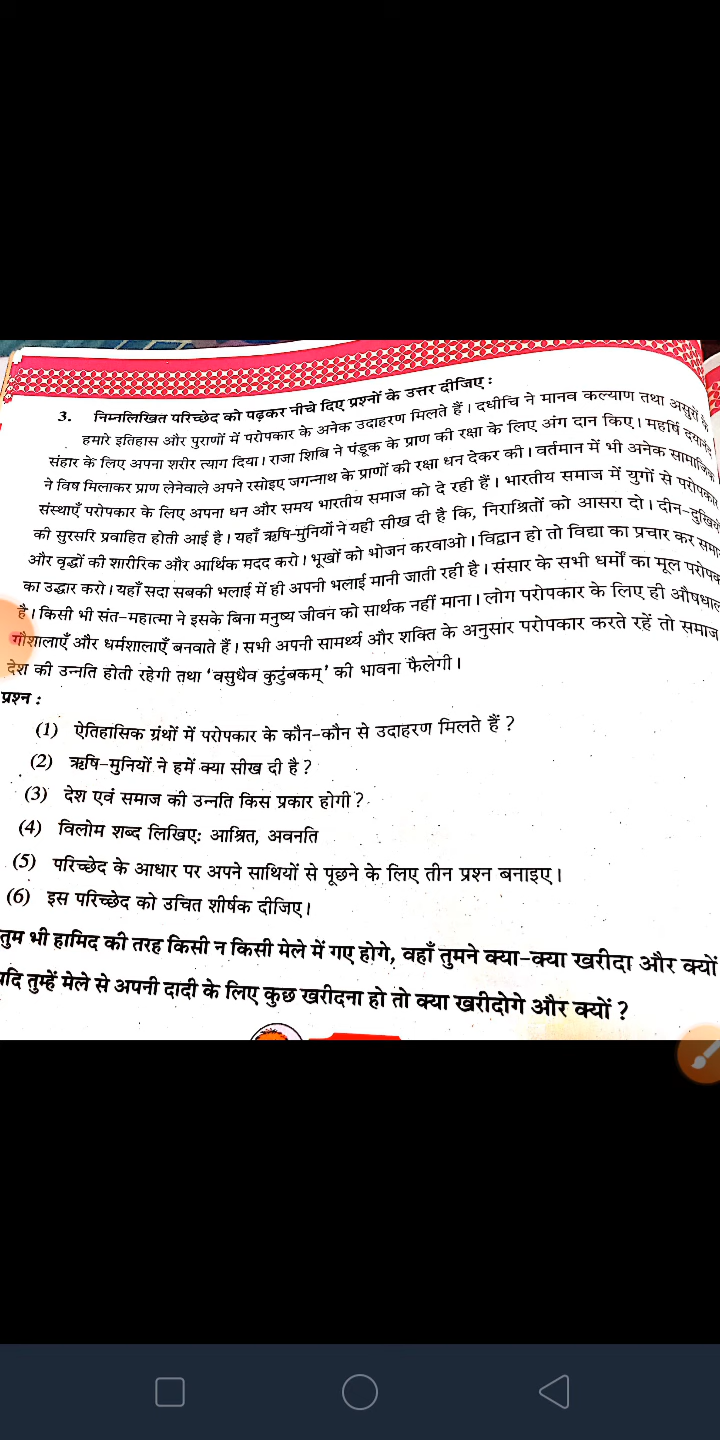 3. निम्नलिखित परिच्छेद को पढ़कर नीचे दिए प्रश्नों के उत्तर दीजिए :
हमारे इतिहास और पुराणों में परोपकार के अनेक उदाहरण मिलते हैं। दधीचि ने मानव कल्याण तथा असुरों के
संहार के लिए अपना शरीर त्याग दिया। राजा शिबि ने पंडूक के प्राण की रक्षा के लिए अंग दान किए। महर्षि दयानंद
ने विष मिलाकर प्राण लेनेवाले अपने रसोइए जगन्नाथ के प्राणों की रक्षा धन देकर की। वर्तमान में भी अनेक सामाजिक
संस्थाएँ परोपकार के लिए अपना धन और समय भारतीय समाज को दे रही हैं। भारतीय समाज में युगों से परोपकार
की सुरसरि प्रवाहित होती आई है। यहाँ ऋषि-मुनियों ने यही सीख दी है कि, निराश्रितों को आसरा दो। दीन-दुखियों
और वृद्धों की शारीरिक और आर्थिक मदद करो। भूखों को भोजन करवाओ। विद्वान हो तो विद्या का प्रचार कर समा
का उद्धार करो। यहाँ सदा सबकी भलाई में ही अपनी भलाई मानी जाती रही है। संसार के सभी धर्मों का मूल परोप
है। किसी भी संत-महात्मा ने इसके बिना मनुष्य जीवन को सार्थक नहीं माना। लोग परोपकार के लिए ही औषधाल
गौशालाएँ और धर्मशालाएँ बनवाते हैं। सभी अपनी सामर्थ्य और शक्ति के अनुसार परोपकार करते रहें तो समाज
देश की उन्नति होती रहेगी तथा 'वसुधैव कुटुंबकम्' की भावना फैलेगी।
प्रश्न :
(1) ऐतिहासिक ग्रंथों में परोपकार के कौन-कौन से उदाहरण मिलते हैं ?
(2) ऋषि-मुनियों ने हमें क्या सीख दी है ?
(3) देश एवं समाज की उन्नति किस प्रकार होगी ?
(4) विलोम शब्द लिखिए: आश्रित, अवनति
(5) परिच्छेद के आधार पर अपने साथियों से पूछने के लिए तीन प्रश्न बनाइए।
(6) इस परिच्छेद को उचित शीर्षक दीजिए।
तुम भी हामिद की तरह किसी न किसी मेले में गए होगे, वहाँ तुमने क्या-क्या खरीदा और क्यों
यदि तुम्हें मेले से अपनी दादी के लिए कुछ खरीदना हो तो क्या खरीदोगे और क्यों ?